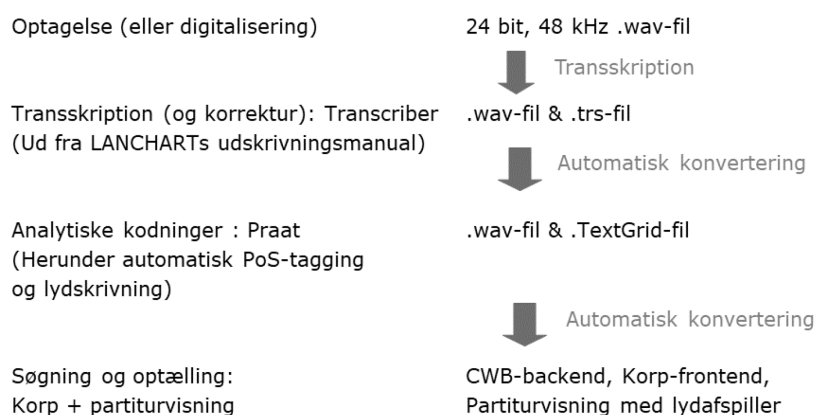 Optagelse (eller digitalisering)
24 bit, 48 kHz .wav-fil
Transskription
Transskription (og korrektur): Transcriber
(Ud fra LANCHARTs udskrivningsmanual)
.wav-fil & .trs-fil
Automatisk konvertering
Analytiske kodninger : Praat
(Herunder automatisk PoS-tagging
og lydskrivning)
.wav-fil & .TextGrid-fil
Automatisk konvertering
Søgning og optælling:
Korp + partiturvisning
CWB-backend, Korp-frontend,
Partiturvisning med lydafspiller